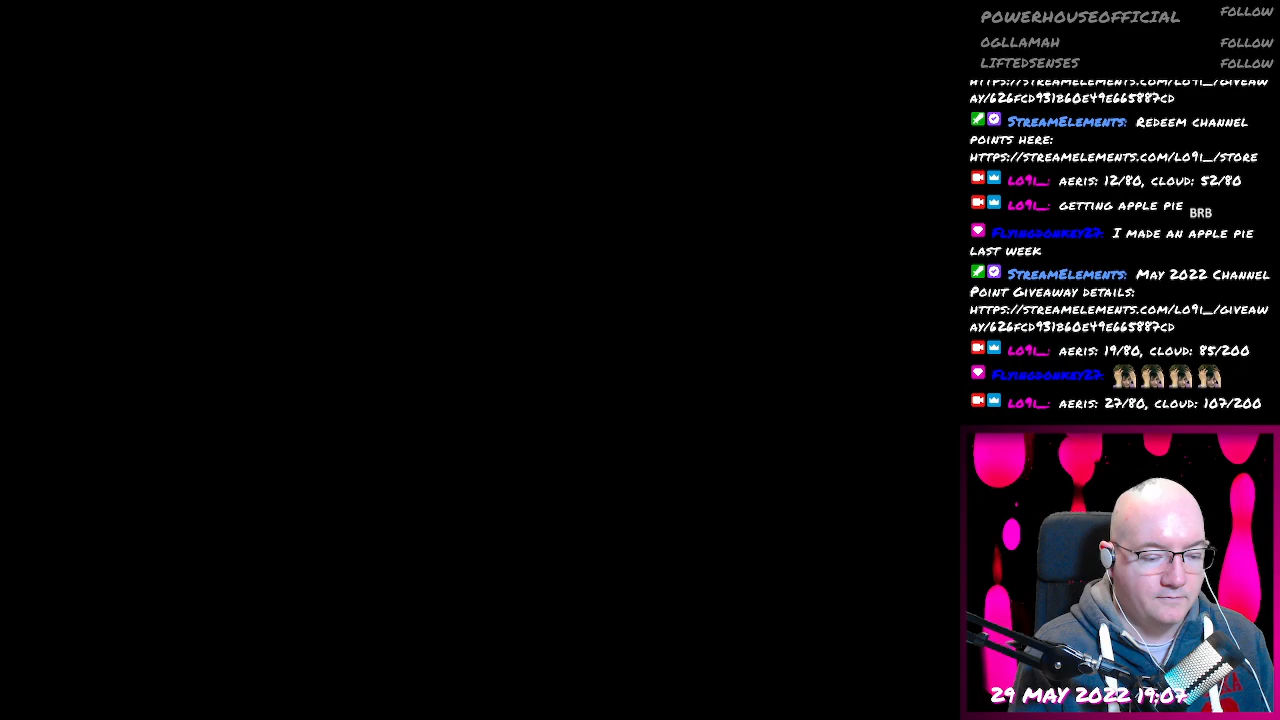 POWERHOUSEOFFICIAL FOLLOW
OGLLAMAH FOLLOW
LIFTEDSENSES FOLLOW
HTTPS://STREAMELEMENTS.COM/LO9I_/GIVEAW
AY/626FCD931B60E49E665887CD
STREAMELEMENTS: REDEEM CHANNEL
POINTS HERE:
HTTPS://STREAMELEMENTS.COM/LO9I_/STORE
LO9I_: AERIS: 12/80, CLOUD: 52/80
LO9I_: GETTING APPLE PIE BRB
FLYINGDONKEY27: I MADE AN APPLE PIE
LAST WEEK
STREAMELEMENTS: MAY 2022 CHANNEL
POINT GIVEAWAY DETAILS:
HTTPS://STREAMELEMENTS.COM/LO9I_/GIVEAW
AY/626FCD931B60E49E665887CD
LO9I_: AERIS: 19/80, CLOUD: 85/200
FLYINGDONKEY27:
LO9I_: AERIS: 27/80, CLOUD: 107/200
29 MAY 2022 19:07